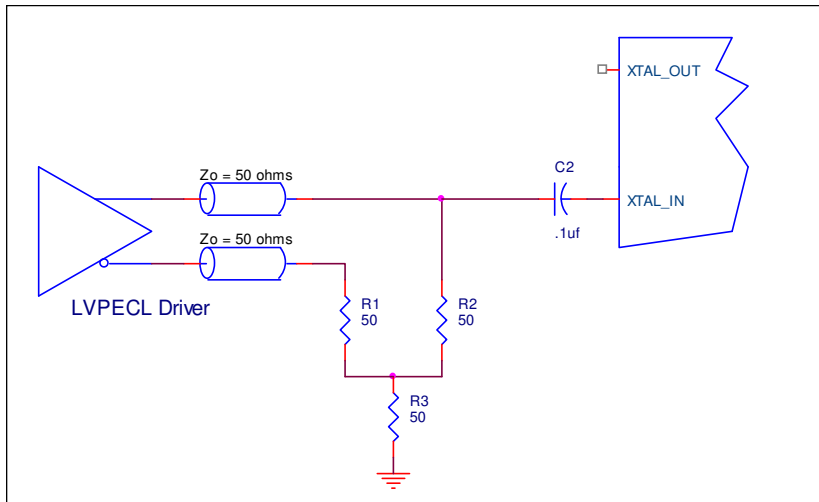 XTAL_OUT
C2
Zo = 50 ohms
XTAL_IN
.1uf
Zo = 50 ohms
LVPECL Driver
R1
50
R2
50
R3
50